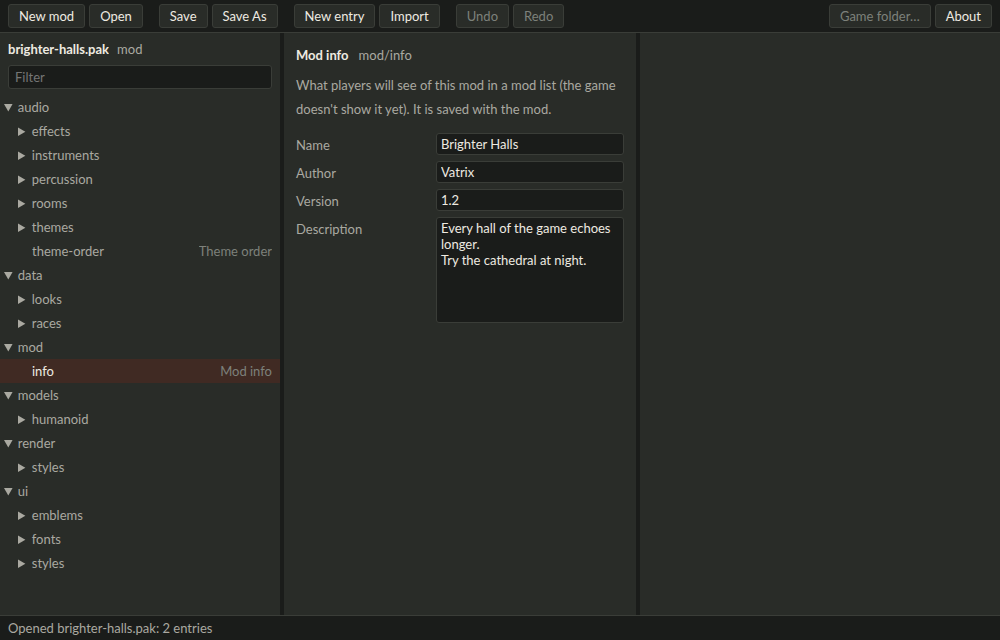 New mod Open Save Save As New entry Import Undo Redo Game folder... About
brighter-halls.pak mod
Filter
audio
effects
instruments
percussion
rooms
themes
theme-order Theme order
data
looks
races
mod
info Mod info
models
humanoid
render
styles
ui
emblems
fonts
styles
Mod info mod/info
What players will see of this mod in a mod list (the game
doesn't show it yet). It is saved with the mod.
Name Brighter Halls
Author Vatrix
Version 1.2
Description Every hall of the game echoes
longer.
Try the cathedral at night.
Opened brighter-halls.pak: 2 entries